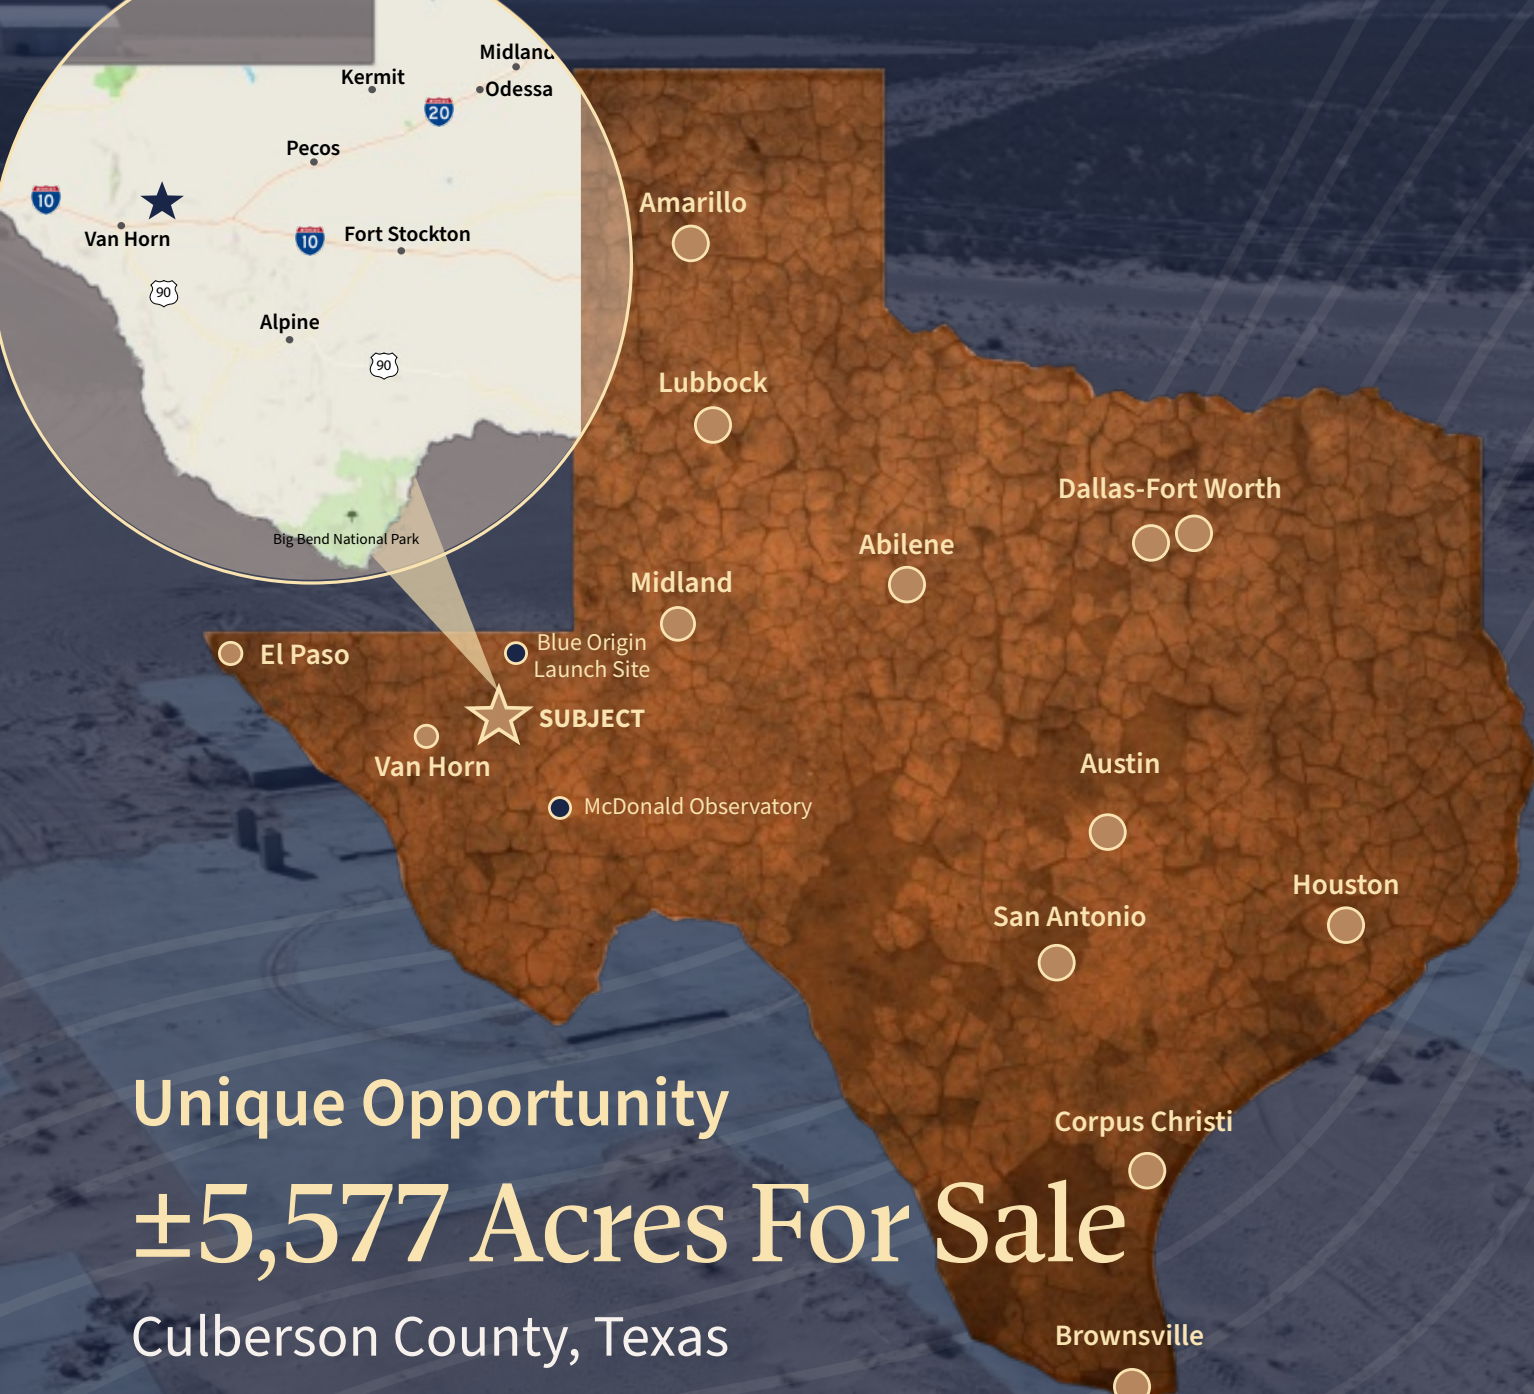 Midland
Kermit
Odessa
20
Pecos
10
Van Horn
10
Fort Stockton
90
Alpine
90
Big Bend National Park
Amarillo
Lubbock
Dallas-Fort Worth
Abilene
Midland
El Paso
Blue Origin
Launch Site
SUBJECT
Van Horn
McDonald Observatory
Austin
Houston
San Antonio
Corpus Christi
Unique Opportunity
±5,577 Acres For Sale
Culberson County, Texas
Brownsville